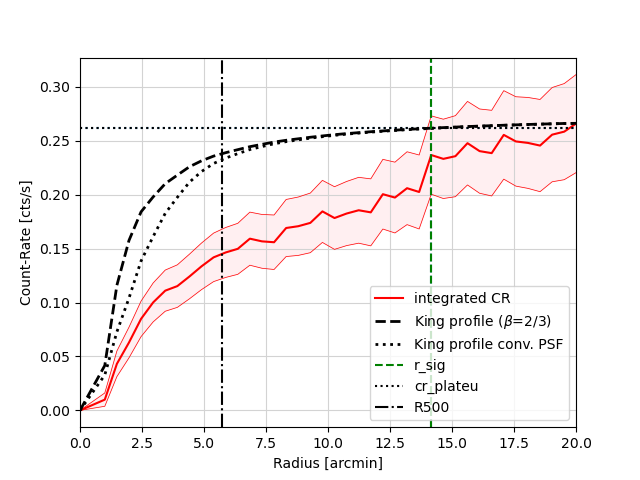 0.30
0.25
0.20
0.15
0.10
0.05
0.00
Count-Rate [cts/s]
integrated CR
King profile (β=2/3)
King profile conv. PSF
r_sig
cr_plateu
R500
0.0 2.5 5.0 7.5 10.0 12.5 15.0 17.5 20.0
Radius [arcmin]